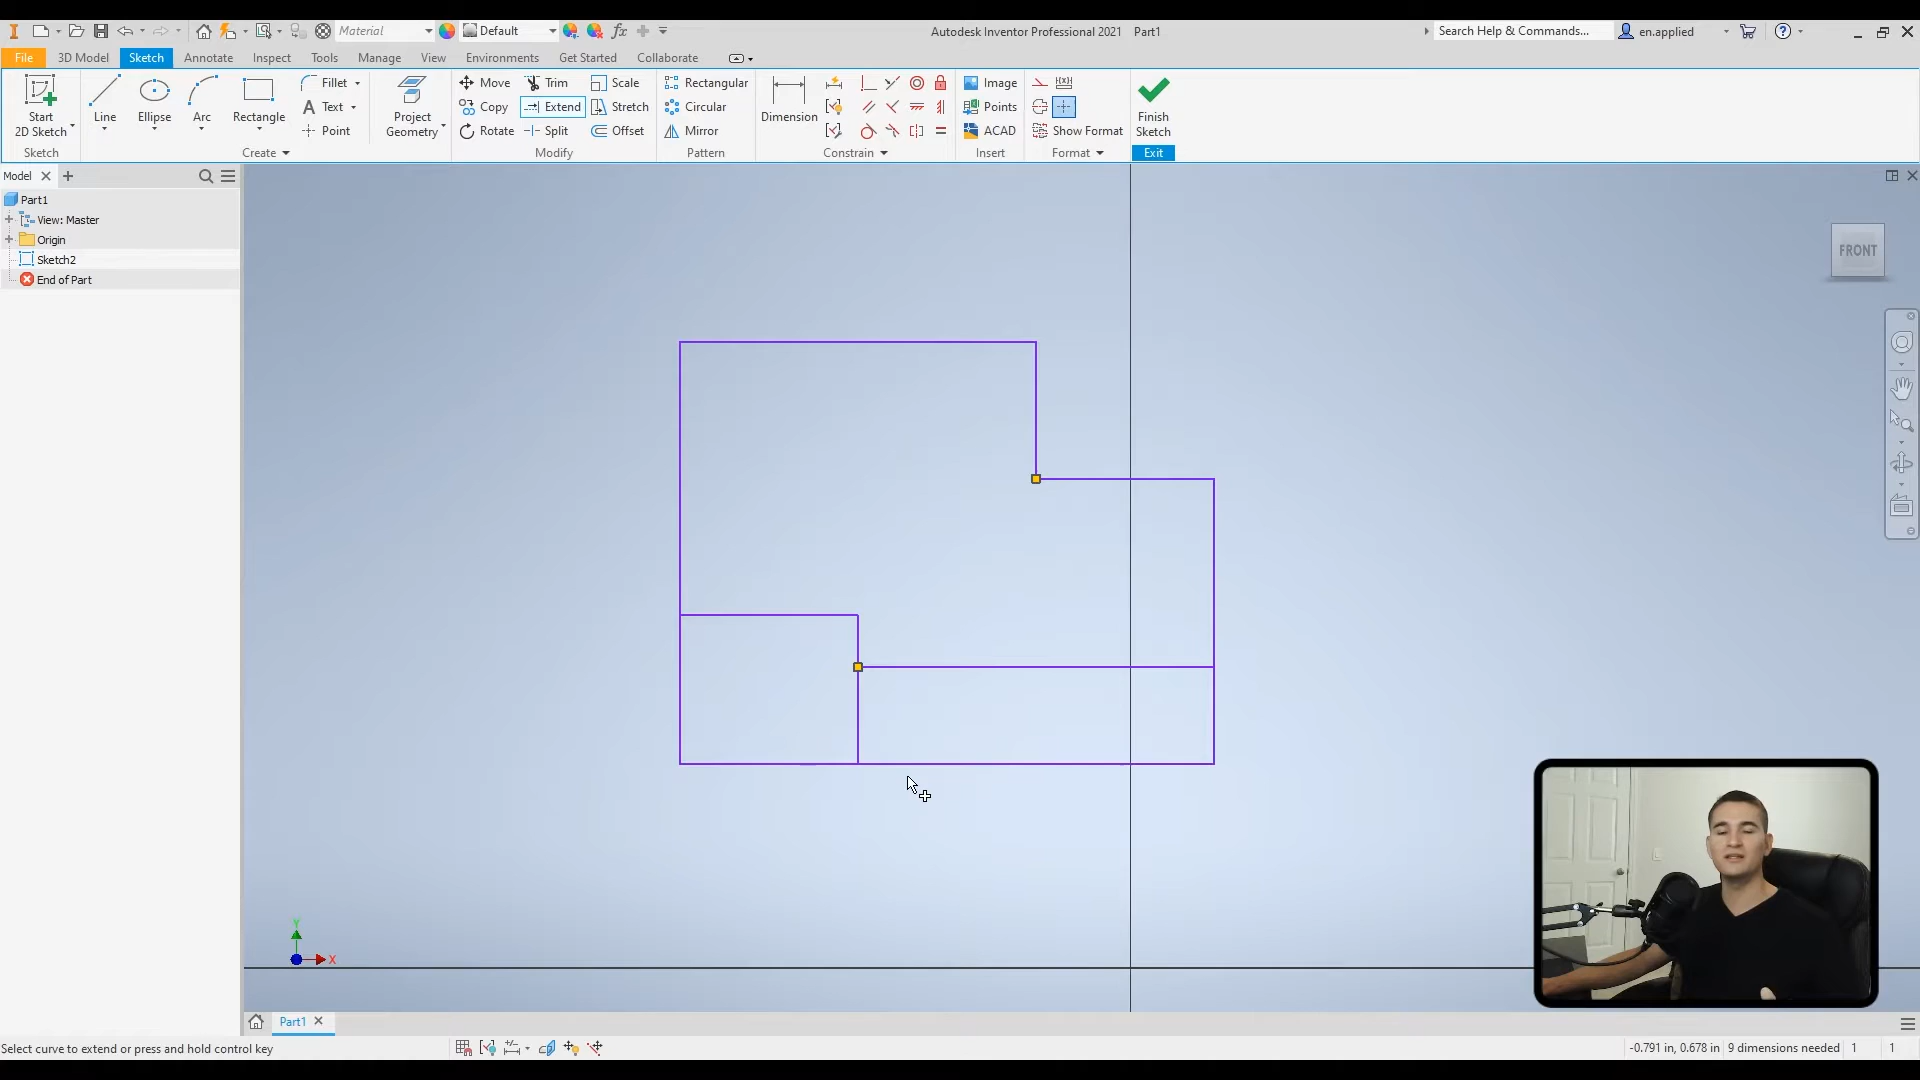 Material
Default
Autodesk Inventor Professional 2021 Part1
Search Help & Commands...
en.applied
File
3D Model
Sketch
Annotate
Inspect
Tools
Manage
View
Environments
Get Started
Collaborate
Start
2D Sketch
Line
Ellipse
Arc
Rectangle
Fillet
Text
Point
Project
Geometry
Move
Copy
Rotate
Trim
Extend
Split
Scale
Stretch
Offset
Rectangular
Circular
Mirror
Dimension
Image
Points
ACAD
Show Format
Finish
Sketch
Sketch
Create
Modify
Pattern
Constrain
Insert
Format
Exit
Model
Part1
View: Master
Origin
Sketch2
End of Part
FRONT
Y
X
Part1
Select curve to extend or press and hold control key
-0.791 in, 0.678 in
9 dimensions needed
1
1